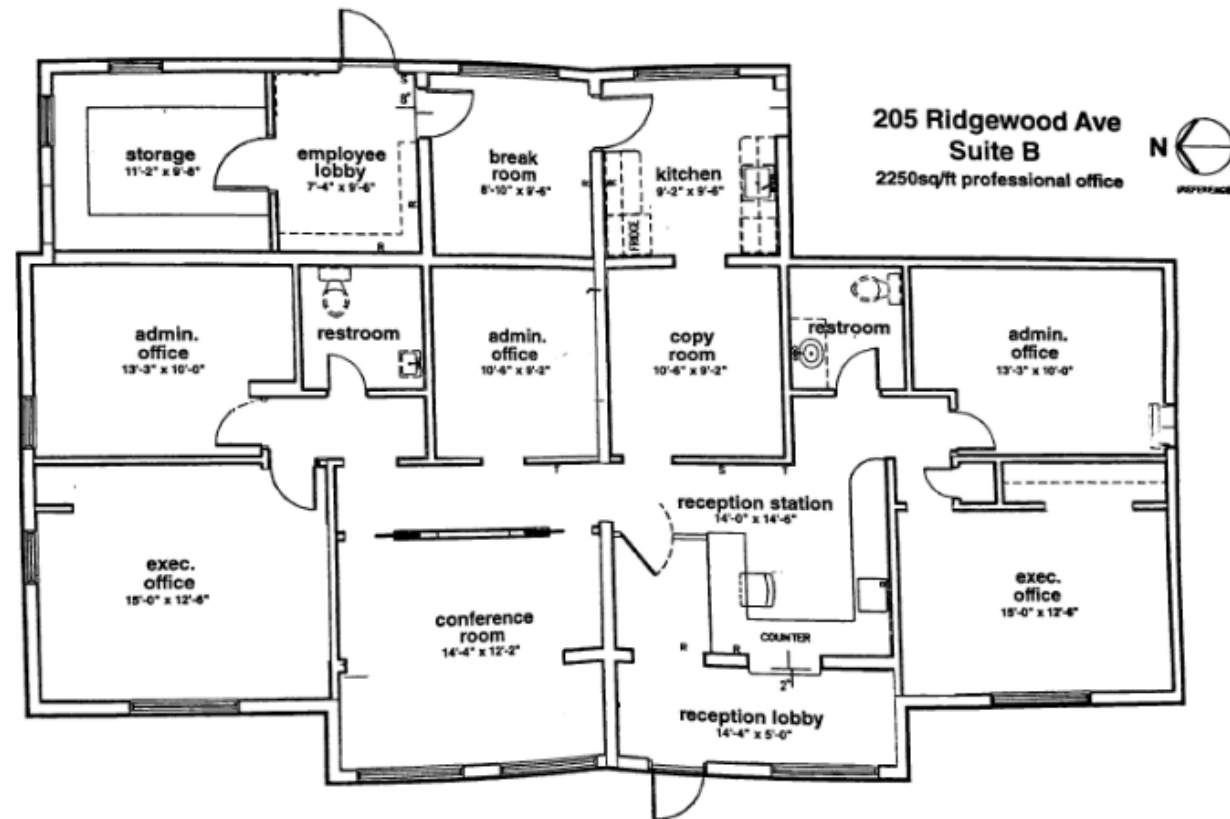 205 Ridgewood Ave
Suite B
2250sq/ft professional office
N
storage
11'-2" x 9'-6"
employee
lobby
7'-4" x 9'-6"
S
8"
R
R
break
room
8'-10" x 9'-6"
R
kitchen
9'-2" x 9'-6"
FRIDGE
admin.
office
13'-3" x 10'-0"
restroom
admin.
office
10'-6" x 9'-2"
copy
room
10'-6" x 9'-2"
restroom
admin.
office
13'-3" x 10'-0"
T
S
T
reception station
14'-0" x 14'-6"
exec.
office
15'-0" x 12'-6"
conference
room
14'-4" x 12'-2"
exec.
office
15'-0" x 12'-6"
COUNTER
R
R
2"
reception lobby
14'-4" x 5'-0"